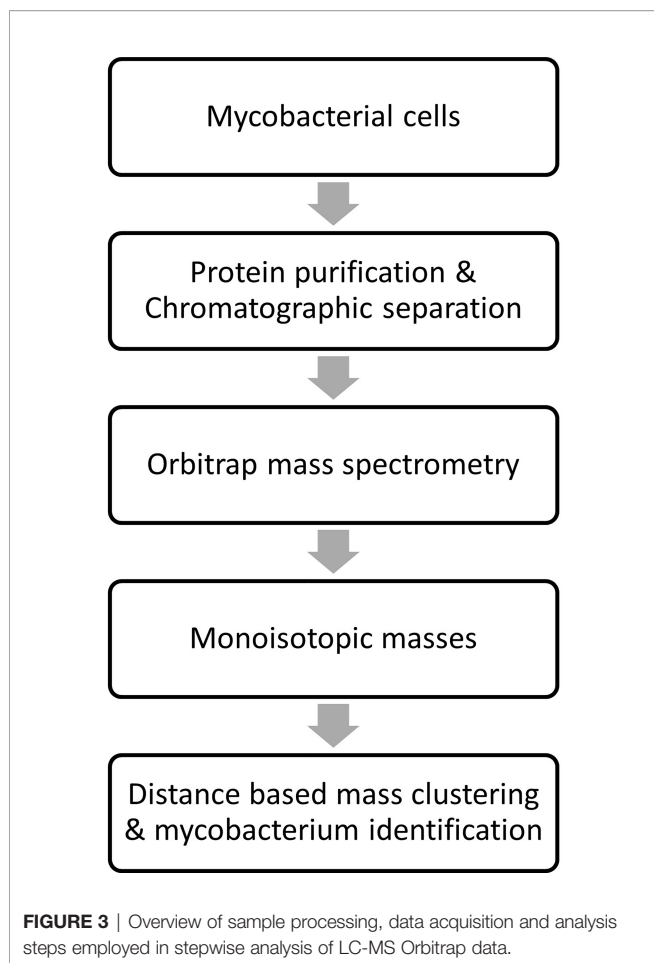 Mycobacterial cells
Protein purification &
Chromatographic separation
Orbitrap mass spectrometry
Monoisotopic masses
Distance based mass clustering
& mycobacterium identification
FIGURE 3 | Overview of sample processing, data acquisition and analysis
steps employed in stepwise analysis of LC-MS Orbitrap data.